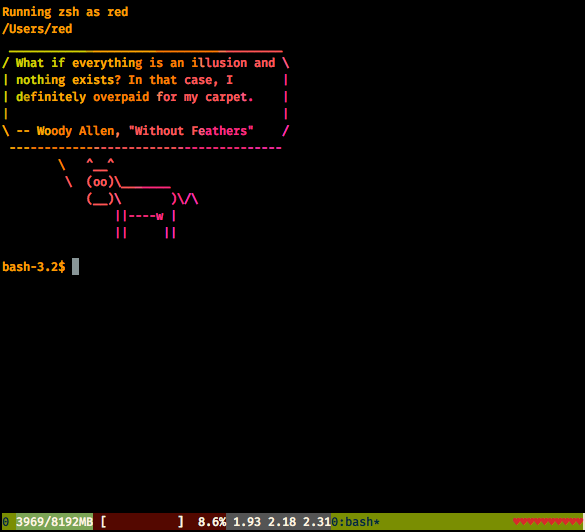 Running zsh as red
/Users/red
 _______________________________________
/ What if everything is an illusion and \
| nothing exists? In that case, I       |
| definitely overpaid for my carpet.    |
|                                       |
\ -- Woody Allen, "Without Feathers"    /
 ---------------------------------------
        \   ^__^
         \  (oo)\_______
            (__)\       )\/\
                ||----w |
                ||     ||
bash-3.2$
0 3969/8192MB [          ]  8.6% 1.93 2.18 2.31 0:bash* ♥♥♥♥♥♥♥♥♥♥